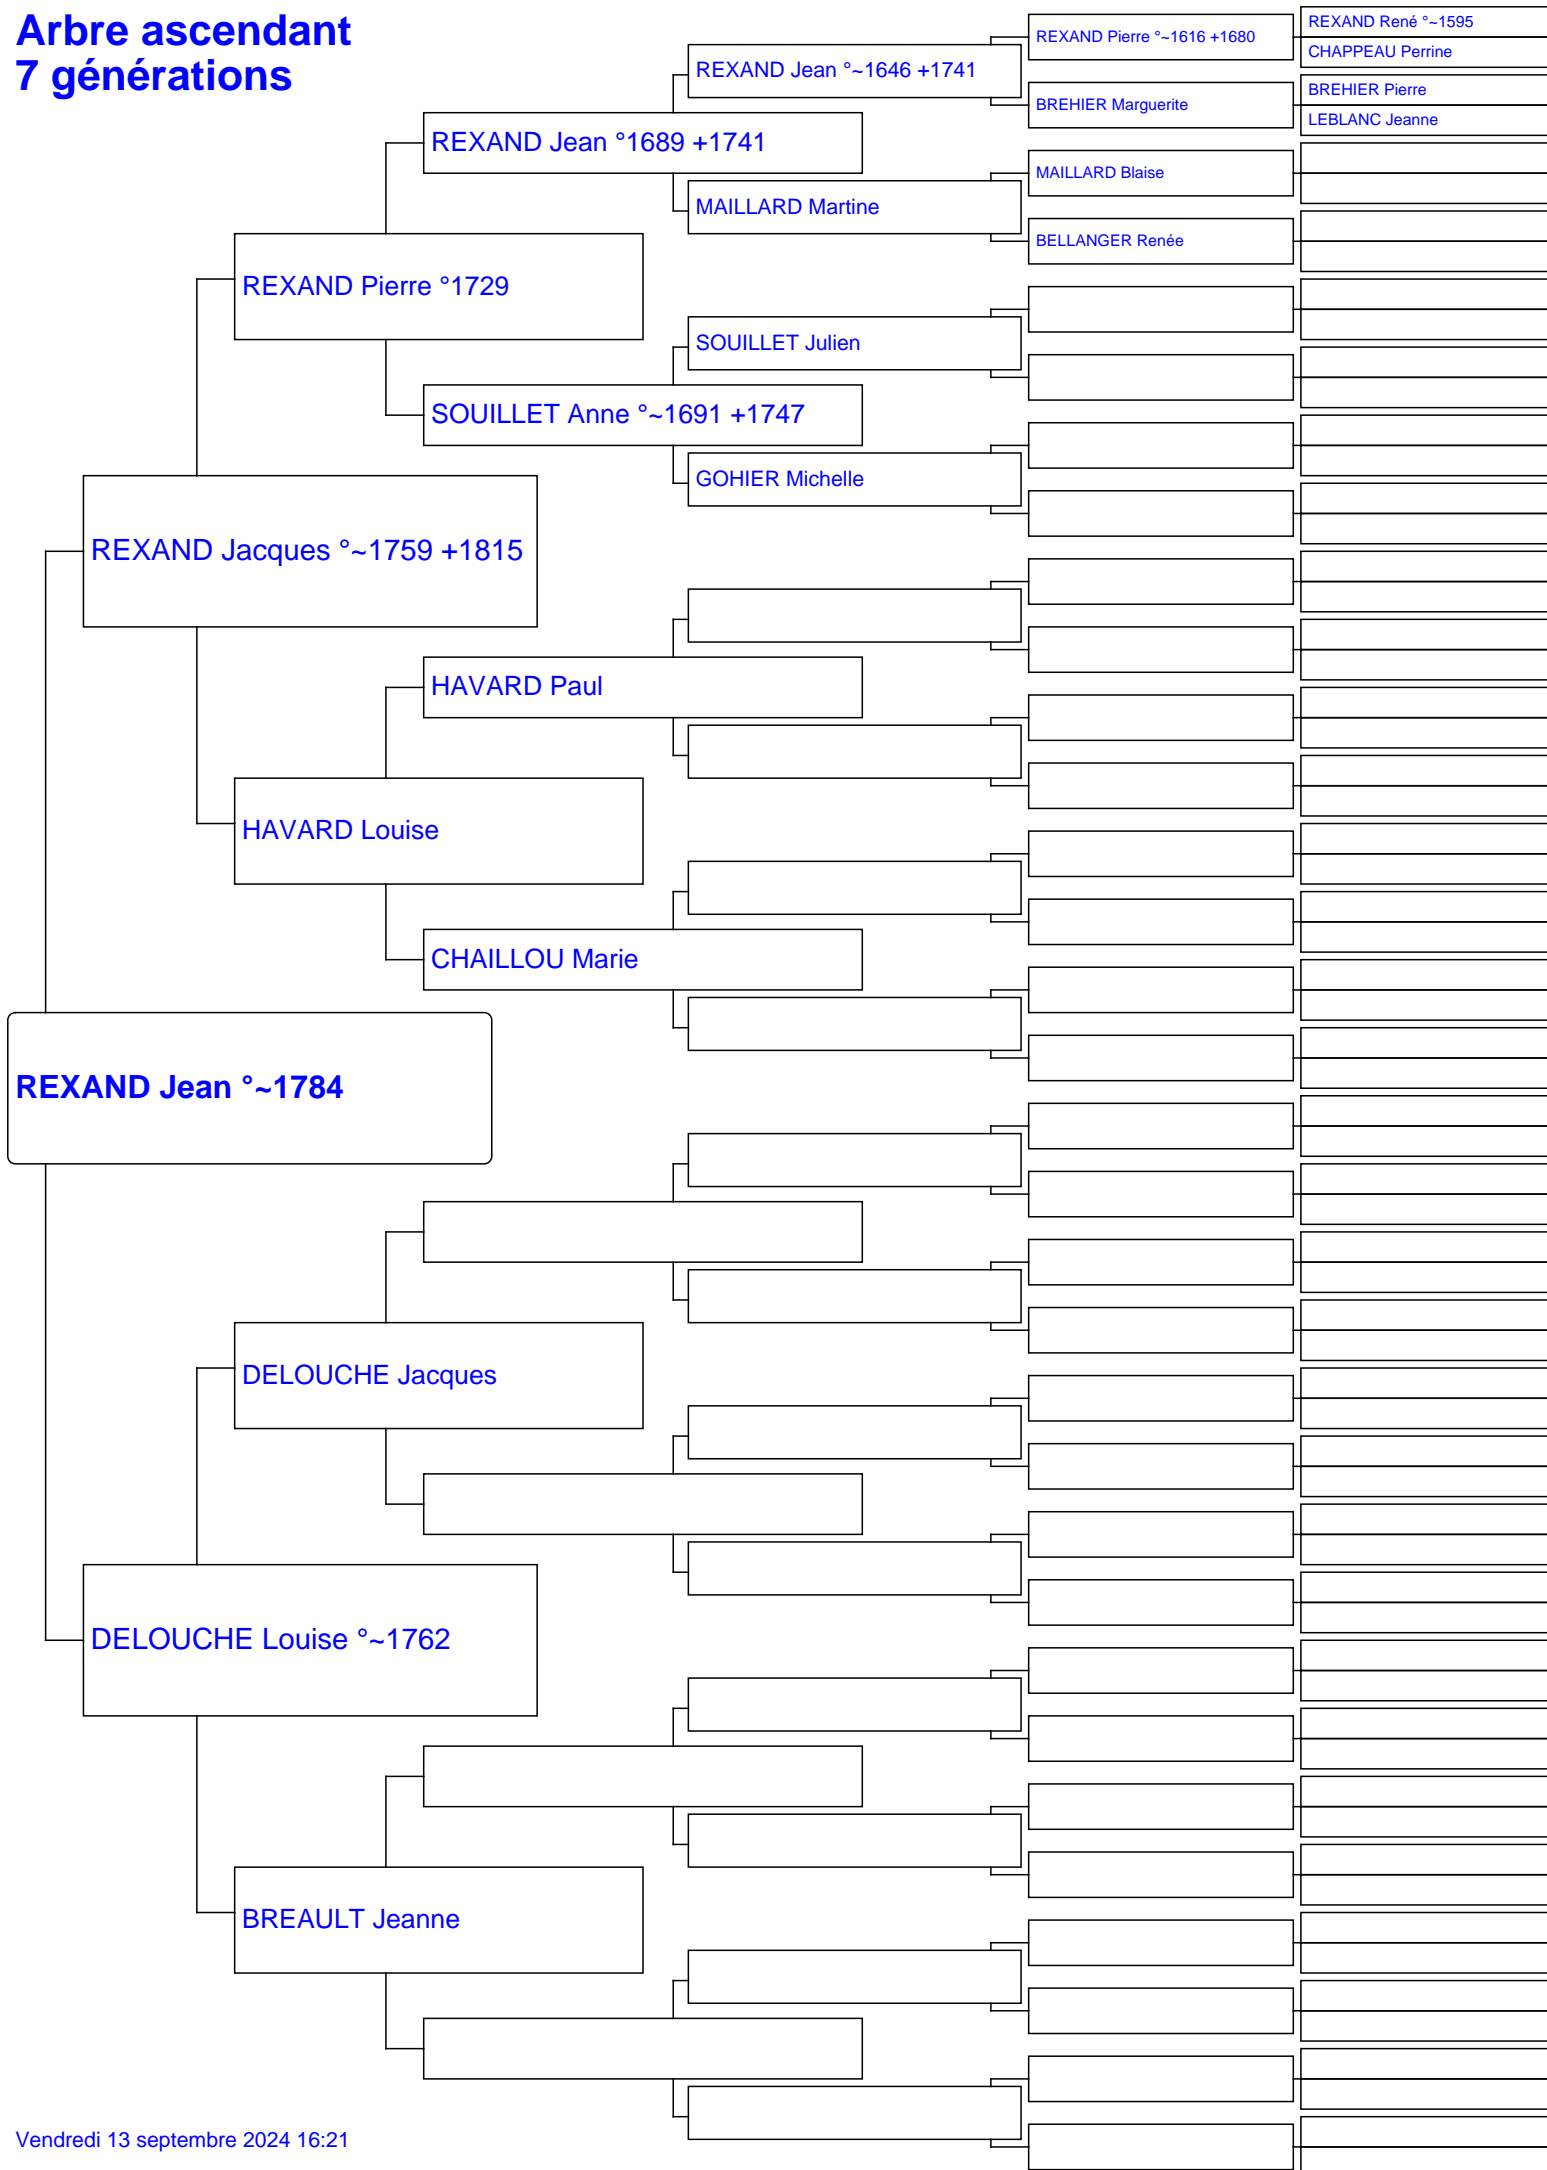 Arbre ascendant
7 générations
REXAND René °~1595
REXAND Pierre °~1616 +1680
CHAPPEAU Perrine
REXAND Jean °~1646 +1741
BREHIER Pierre
BREHIER Marguerite
LEBLANC Jeanne
REXAND Jean °1689 +1741
MAILLARD Blaise
MAILLARD Martine
BELLANGER Renée
REXAND Pierre °1729
SOUILLET Julien
SOUILLET Anne °~1691 +1747
GOHIER Michelle
REXAND Jacques °~1759 +1815
HAVARD Paul
HAVARD Louise
CHAILLOU Marie
REXAND Jean °~1784
DELOUCHE Jacques
DELOUCHE Louise °~1762
BREAULT Jeanne
Vendredi 13 septembre 2024 16:21